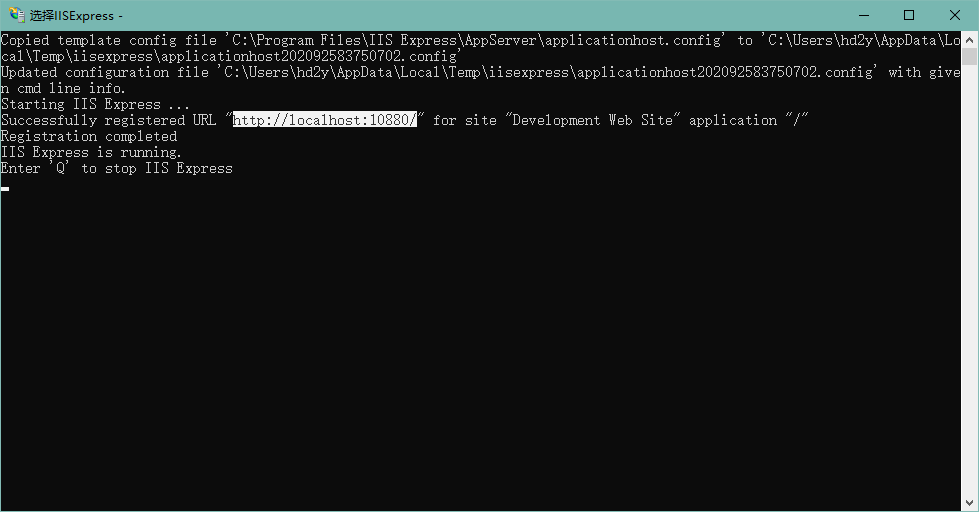 选择IISExpress -
Copied template config file 'C:\Program Files\IIS Express\AppServer\applicationhost.config' to 'C:\Users\hd2y\AppData\Lo
cal\Temp\iisexpress\applicationhost202092583750702.config'
Updated configuration file 'C:\Users\hd2y\AppData\Local\Temp\iisexpress\applicationhost202092583750702.config' with give
n cmd line info.
Starting IIS Express ...
Successfully registered URL "http://localhost:10880/" for site "Development Web Site" application "/"
Registration completed
IIS Express is running.
Enter 'Q' to stop IIS Express